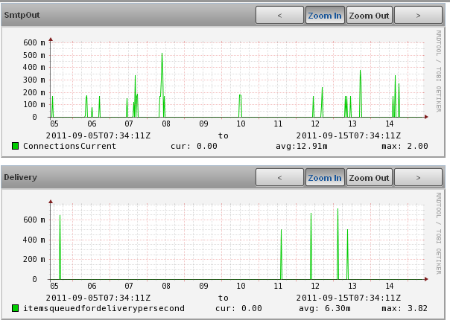 SmtpOut
< Zoom In Zoom Out >
600 m
500 m
400 m
300 m
200 m
100 m
0
05 06 07 08 09 10 11 12 13 14
2011-09-05T07:34:11Z to 2011-09-15T07:34:11Z
ConnectionsCurrent cur: 0.00 avg:12.91m max: 2.00
RRDTOOL / TOBI OETIKER
Delivery
< Zoom In Zoom Out >
600 m
400 m
200 m
0
05 06 07 08 09 10 11 12 13 14
2011-09-05T07:34:11Z to 2011-09-15T07:34:11Z
itemsqueuedfordeliverypersecond cur: 0.00 avg: 6.30m max: 3.82
RRDTOOL / TOBI OETIKER